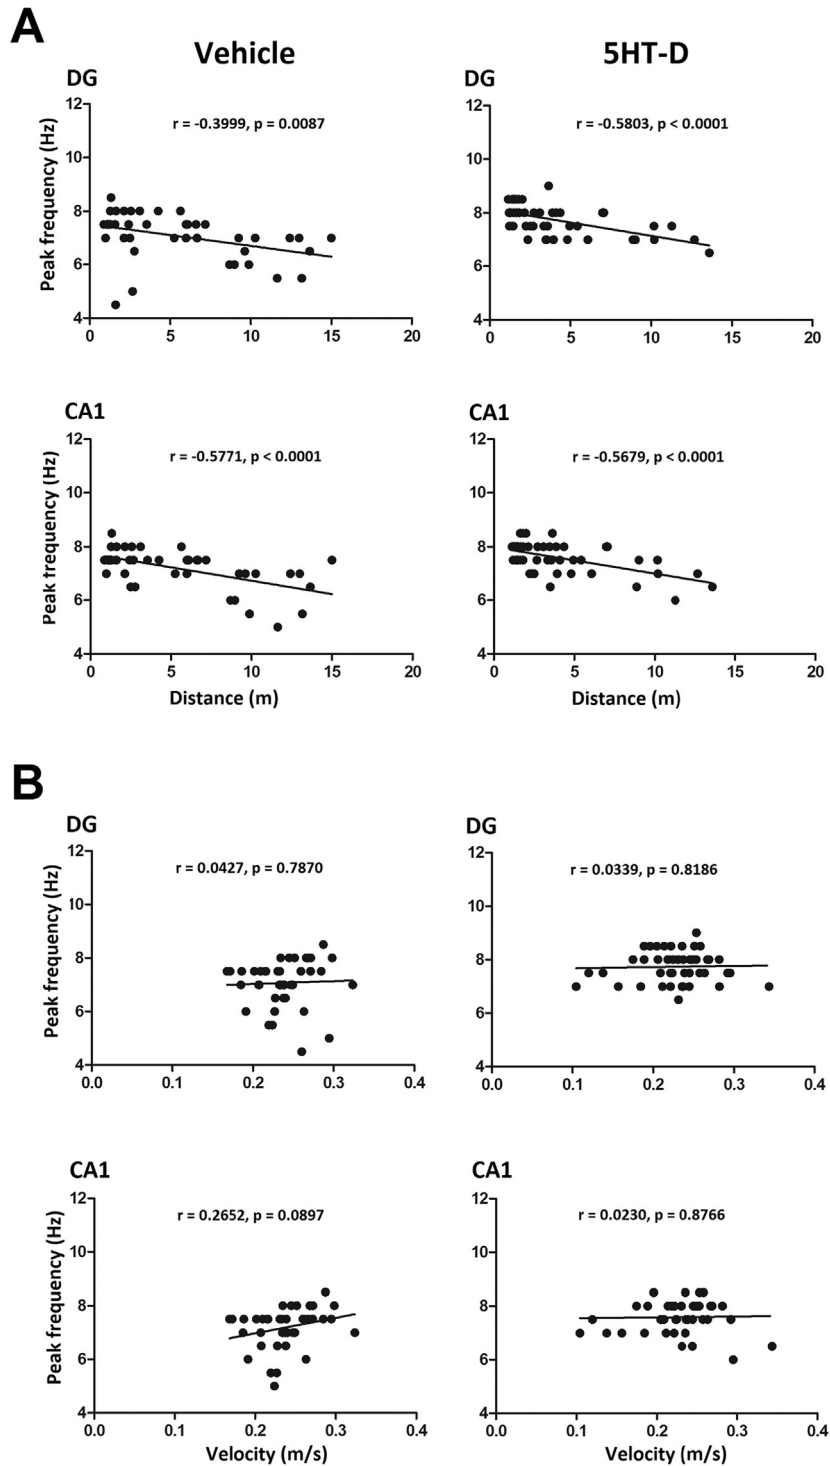 A
Vehicle 5HT-D
DG DG
r = -0.3999, p = 0.0087 r = -0.5803, p < 0.0001
Peak frequency (Hz)
12 12
10 10
8 8
6 6
4 4
0 5 10 15 20 0 5 10 15 20
CA1 CA1
r = -0.5771, p < 0.0001 r = -0.5679, p < 0.0001
Peak frequency (Hz)
12 12
10 10
8 8
6 6
4 4
0 5 10 15 20 0 5 10 15 20
Distance (m) Distance (m)
B
DG DG
r = 0.0427, p = 0.7870 r = 0.0339, p = 0.8186
Peak frequency (Hz)
12 12
10 10
8 8
6 6
4 4
0.0 0.1 0.2 0.3 0.4 0.0 0.1 0.2 0.3 0.4
CA1 CA1
r = 0.2652, p = 0.0897 r = 0.0230, p = 0.8766
Peak frequency (Hz)
12 12
10 10
8 8
6 6
4 4
0.0 0.1 0.2 0.3 0.4 0.0 0.1 0.2 0.3 0.4
Velocity (m/s) Velocity (m/s)